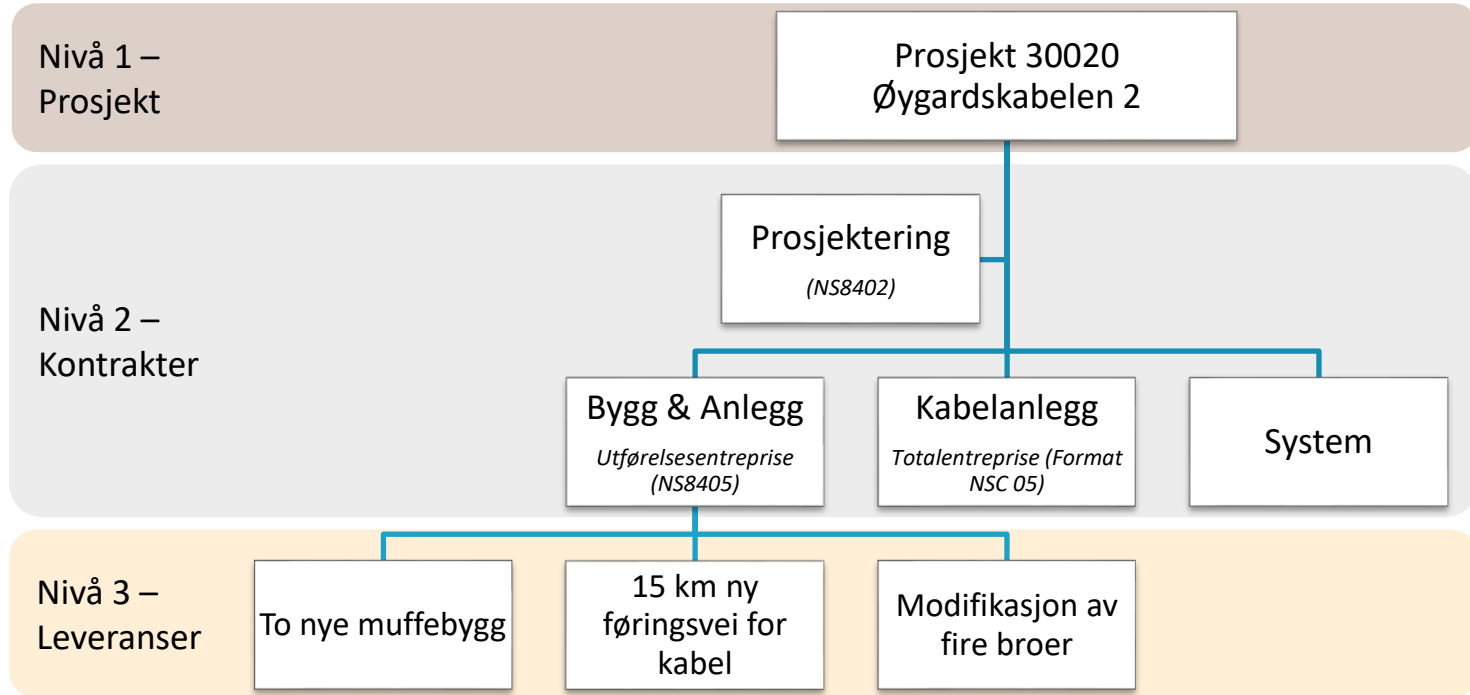 Nivå 1 –
Prosjekt
Prosjekt 30020
Øygardskabelen 2
Nivå 2 –
Kontrakter
Prosjektering
(NS8402)
Bygg & Anlegg
Utførelsesentreprise
(NS8405)
Kabelanlegg
Totalentreprise (Format
NSC 05)
System
Nivå 3 –
Leveranser
To nye muffebygg
15 km ny
føringsvei for
kabel
Modifikasjon av
fire broer